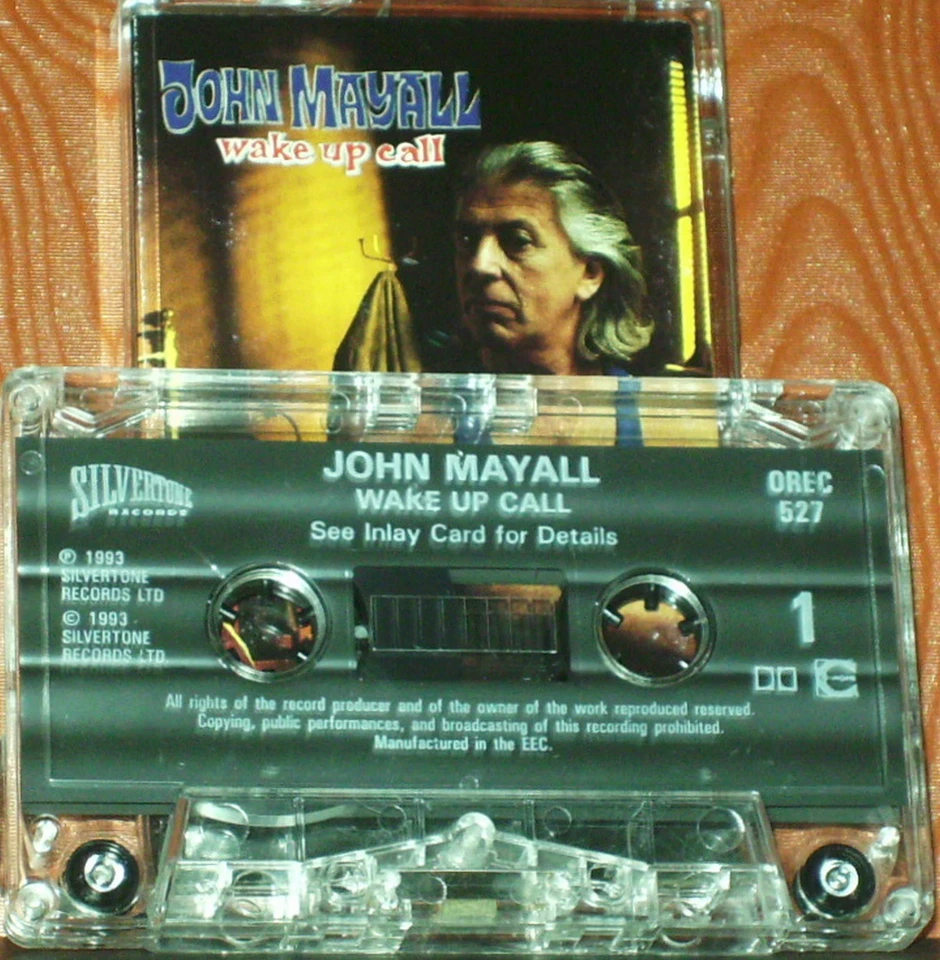 JOHN MAYALL
wake up call
SILVERTONE
RECORDS
JOHN MAYALL
WAKE UP CALL
See Inlay Card for Details
OREC
527
℗ 1993
SILVERTONE
RECORDS LTD
© 1993
SILVERTONE
RECORDS LTD.
1
All rights of the record producer and of the owner of the work reproduced reserved.
Copying, public performances, and broadcasting of this recording prohibited.
Manufactured in the EEC.